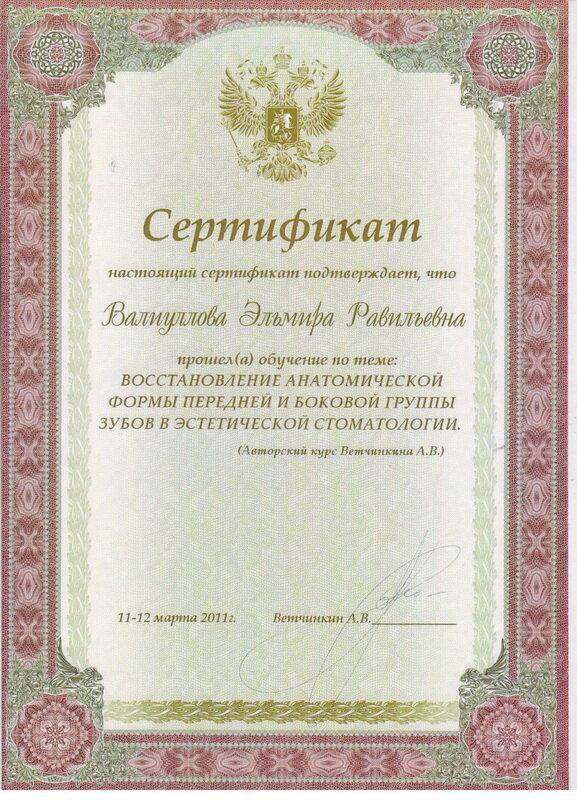 Сертификат
настоящий сертификат подтверждает, что
Валиуллова Эльмира Равильевна
прошел(а) обучение по теме:
ВОССТАНОВЛЕНИЕ АНАТОМИЧЕСКОЙ
ФОРМЫ ПЕРЕДНЕЙ И БОКОВОЙ ГРУППЫ
ЗУБОВ В ЭСТЕТИЧЕСКОЙ СТОМАТОЛОГИИ.
(Авторский курс Ветчинкина А.В.)
11-12 марта 2011г. Ветчинкин А.В.